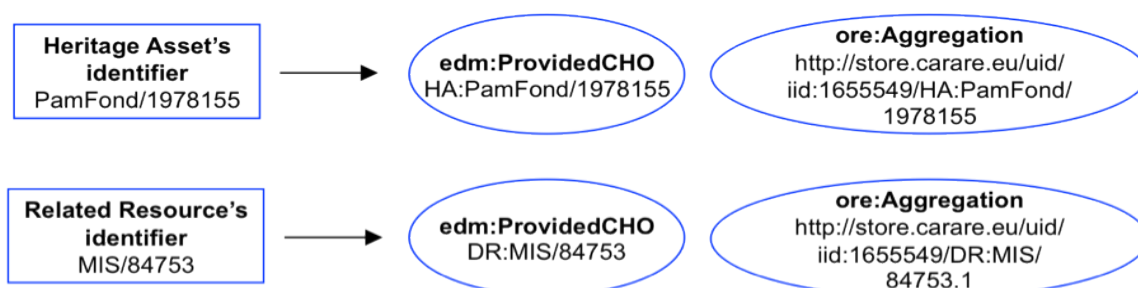 Heritage Asset's
identifier
PamFond/1978155
edm:ProvidedCHO
HA:PamFond/1978155
ore:Aggregation
http://store.carare.eu/uid/
iid:1655549/HA:PamFond/
1978155
Related Resource's
identifier
MIS/84753
edm:ProvidedCHO
DR:MIS/84753
ore:Aggregation
http://store.carare.eu/uid/
iid:1655549/DR:MIS/
84753.1